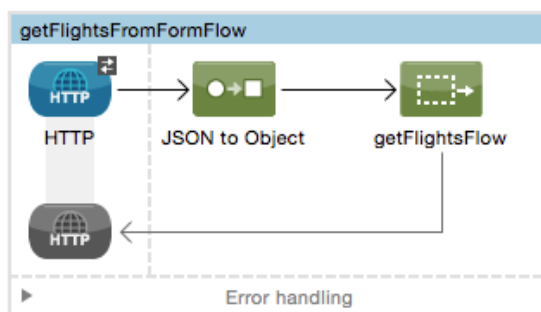 getFlightsFromFormFlow
HTTP
HTTP
JSON to Object
getFlightsFlow
HTTP
Error handling